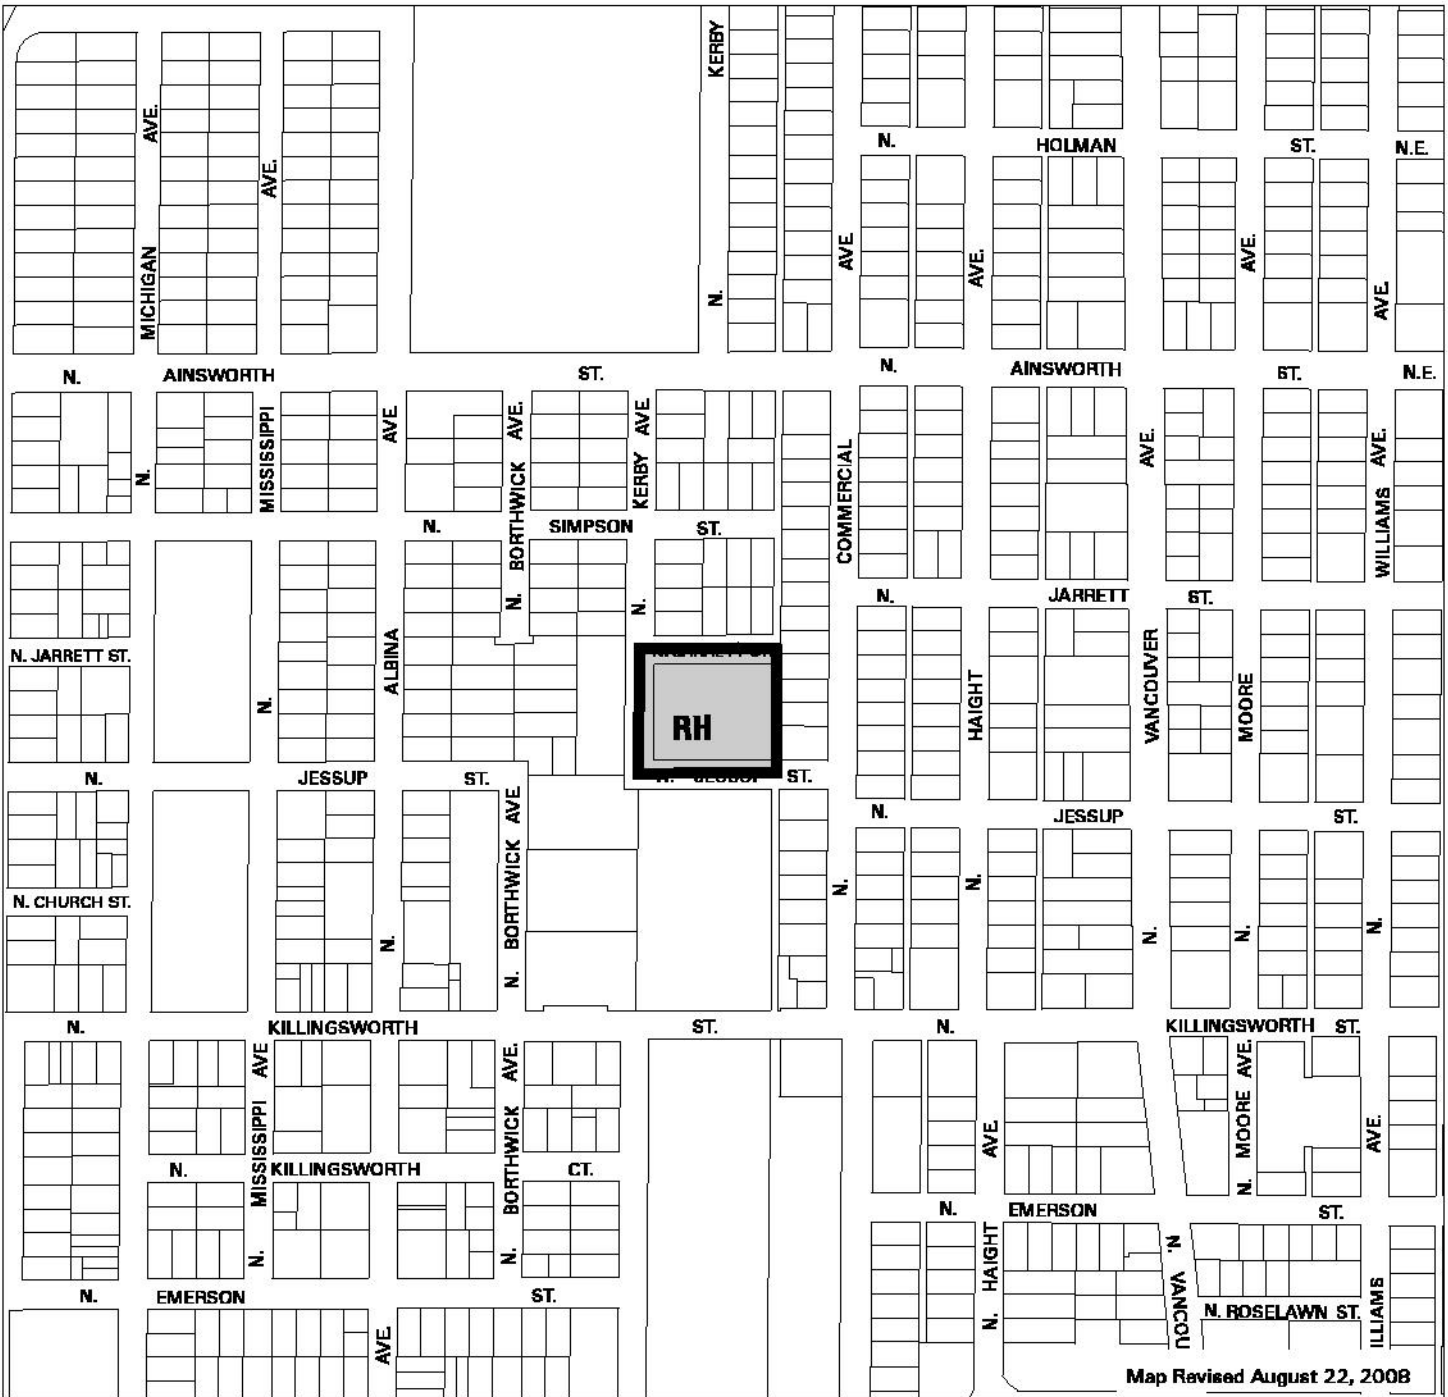 KERBY
N. HOLMAN ST. N.E.
AVE.
AVE.
MICHIGAN
N.
AVE.
AVE.
AVE.
AVE.
N. AINSWORTH ST. N. AINSWORTH ST. N.E.
MISSISSIPPI
N.
AVE.
BORTHWICK AVE.
KERBY AVE.
COMMERCIAL
AVE.
WILLIAMS AVE.
N. SIMPSON ST.
N.
N.
N. JARRETT ST.
N. JARRETT ST.
N.
ALBINA
HAIGHT
VANCOUVER
MOORE
RH
N. JESSUP ST. N. JESSUP ST.
N. JESSUP ST.
N. BORTHWICK AVE.
N. CHURCH ST.
N.
N.
N.
N.
N.
N.
N. KILLINGSWORTH ST. N. KILLINGSWORTH ST.
N. MISSISSIPPI AVE.
N. BORTHWICK AVE.
AVE.
N. MOORE AVE.
AVE.
N. KILLINGSWORTH CT.
N. EMERSON ST.
N. HAIGHT
N. VANCOU
ILLIAMS
N. EMERSON ST.
N. ROSELAWN ST.
AVE.
Map Revised August 22, 2008